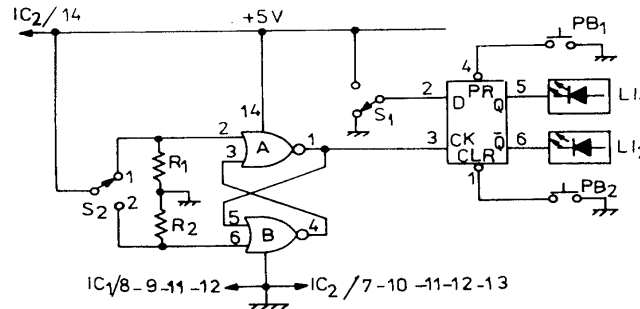 IC2/14
+5V
PB1
4
PR
2
D
Q
5
LI1
S1
14
2
A
1
3
3
CK
Q̄
6
CLR
1
PB2
R1
1
S2
2
R2
5
B
4
6
IC1/8-9-11-12
IC2/7-10-11-12-13